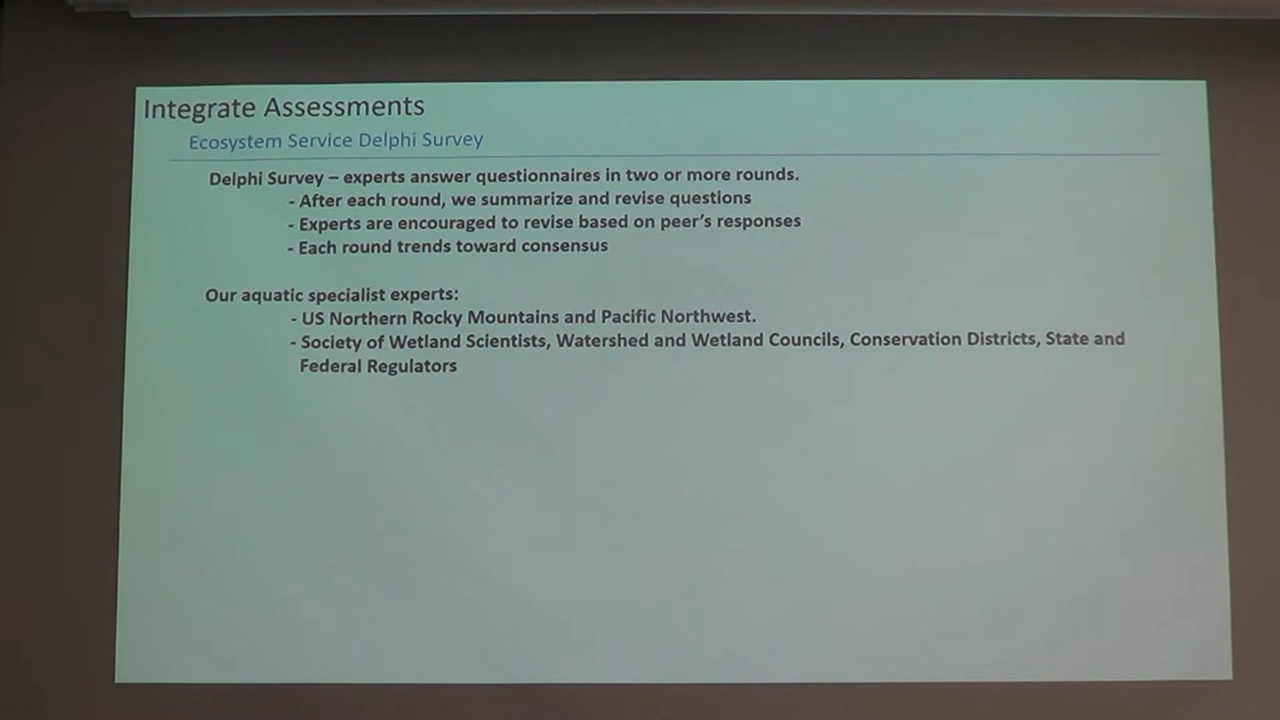 Integrate Assessments
Ecosystem Service Delphi Survey
Delphi Survey – experts answer questionnaires in two or more rounds.
- After each round, we summarize and revise questions
- Experts are encouraged to revise based on peer's responses
- Each round trends toward consensus
Our aquatic specialist experts:
- US Northern Rocky Mountains and Pacific Northwest.
- Society of Wetland Scientists, Watershed and Wetland Councils, Conservation Districts, State and
Federal Regulators